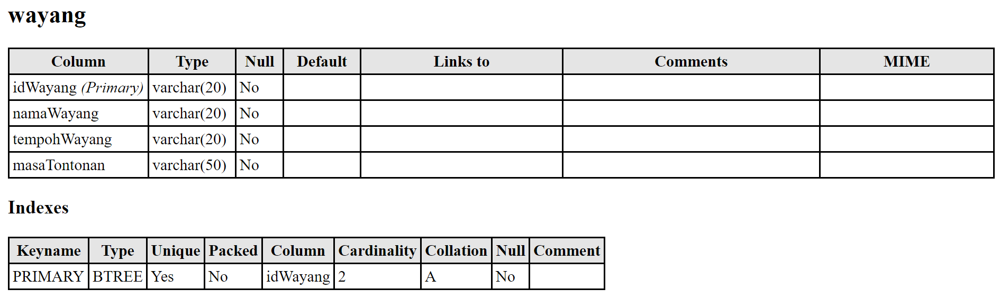 wayang
Column Type Null Default Links to Comments MIME
idWayang (Primary) varchar(20) No
namaWayang varchar(20) No
tempohWayang varchar(20) No
masaTontonan varchar(50) No
Indexes
Keyname Type Unique Packed Column Cardinality Collation Null Comment
PRIMARY BTREE Yes No idWayang 2 A No